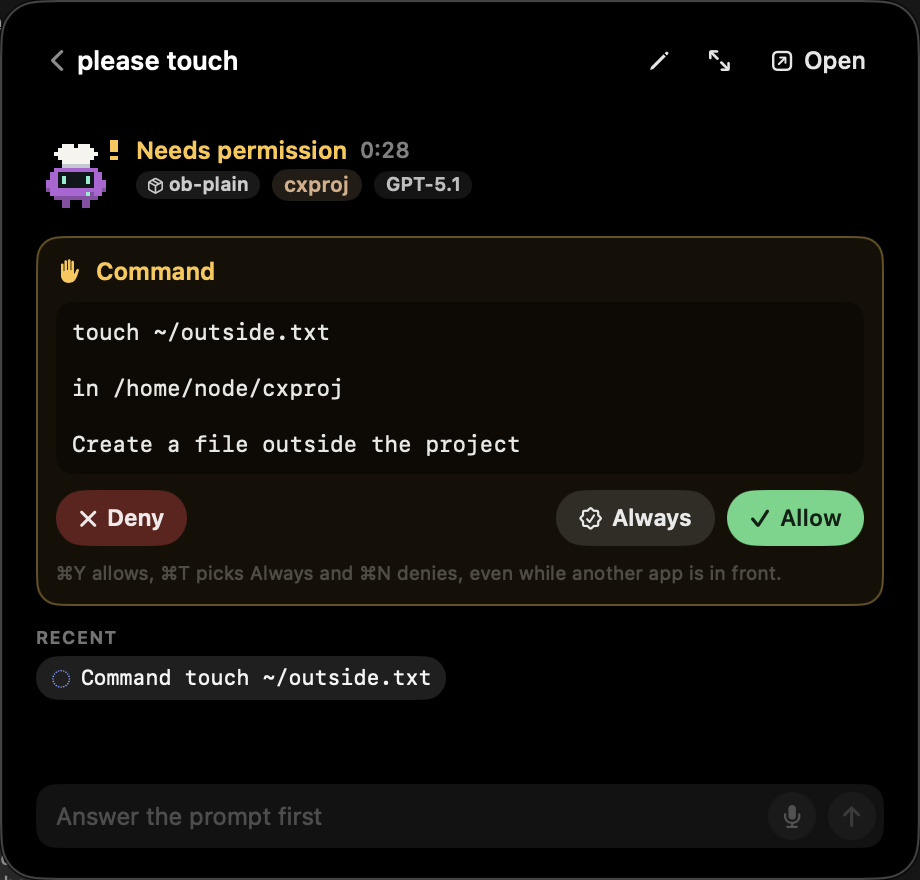 please touch
Open
! Needs permission 0:28
ob-plain cxproj GPT-5.1
Command
touch ~/outside.txt
in /home/node/cxproj
Create a file outside the project
Deny Always Allow
⌘Y allows, ⌘T picks Always and ⌘N denies, even while another app is in front.
RECENT
Command touch ~/outside.txt
Answer the prompt first